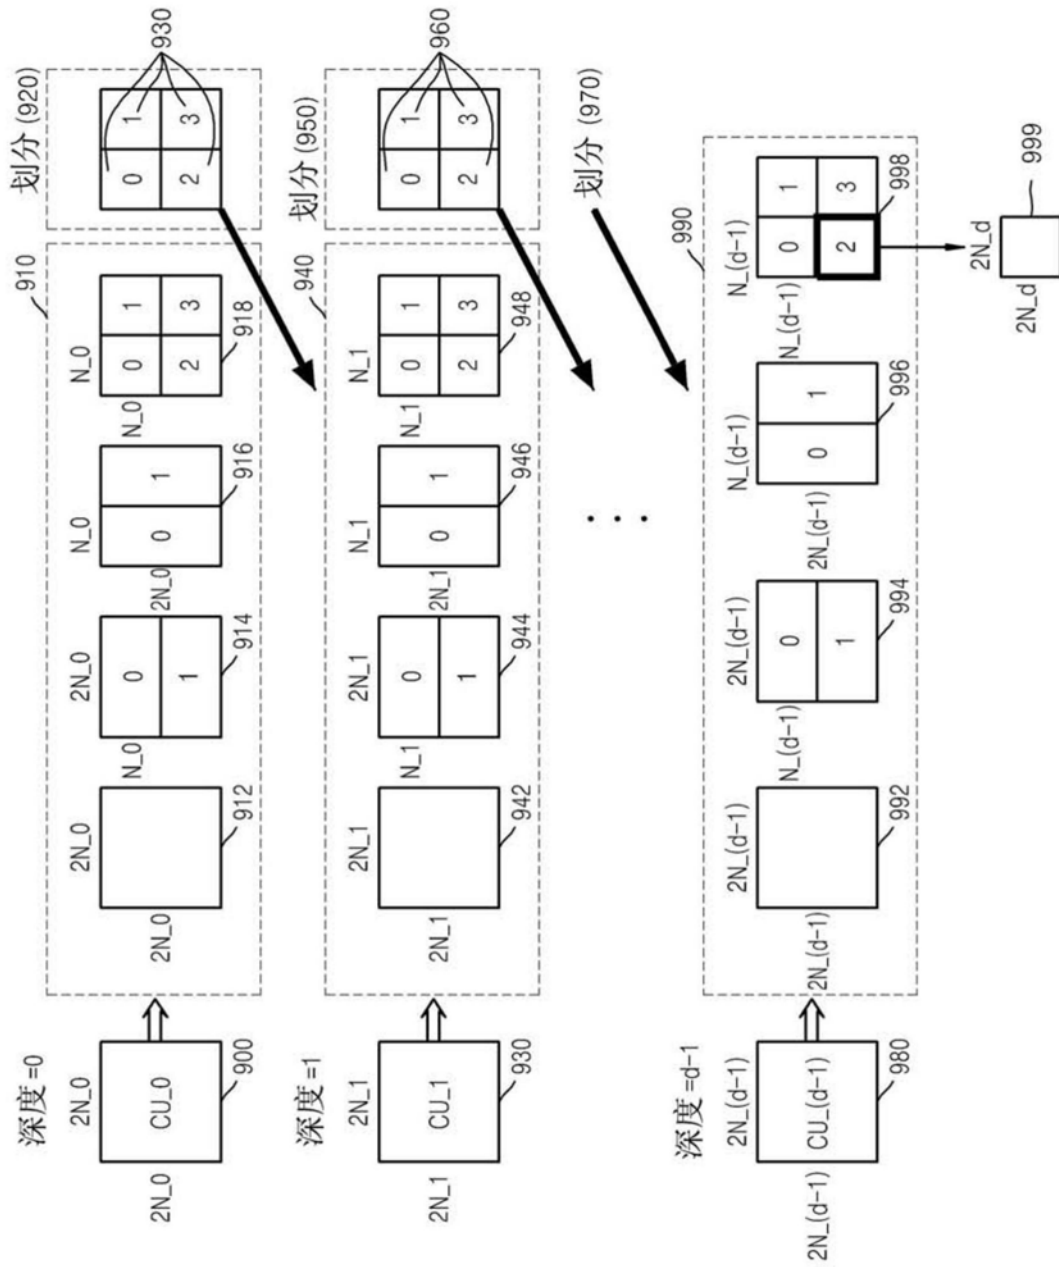 深度=0
2N_0
2N_0
CU_0
900
910
2N_0
2N_0
912
2N_0
N_0
0
1
914
N_0
2N_0
0 1
916
N_0
N_0
0 1
2 3
918
划分 (920)
0 1
2 3
930
深度=1
2N_1
2N_1
CU_1
930
940
2N_1
2N_1
942
2N_1
N_1
0
1
944
N_1
2N_1
0 1
946
N_1
N_1
0 1
2 3
948
划分 (950)
0 1
2 3
960
...
划分 (970)
深度=d-1
2N_(d-1)
2N_(d-1)
CU_(d-1)
980
990
2N_(d-1)
2N_(d-1)
992
2N_(d-1)
N_(d-1)
0
1
994
N_(d-1)
2N_(d-1)
0 1
996
N_(d-1)
N_(d-1)
0 1
2 3
998
2N_d
2N_d
999